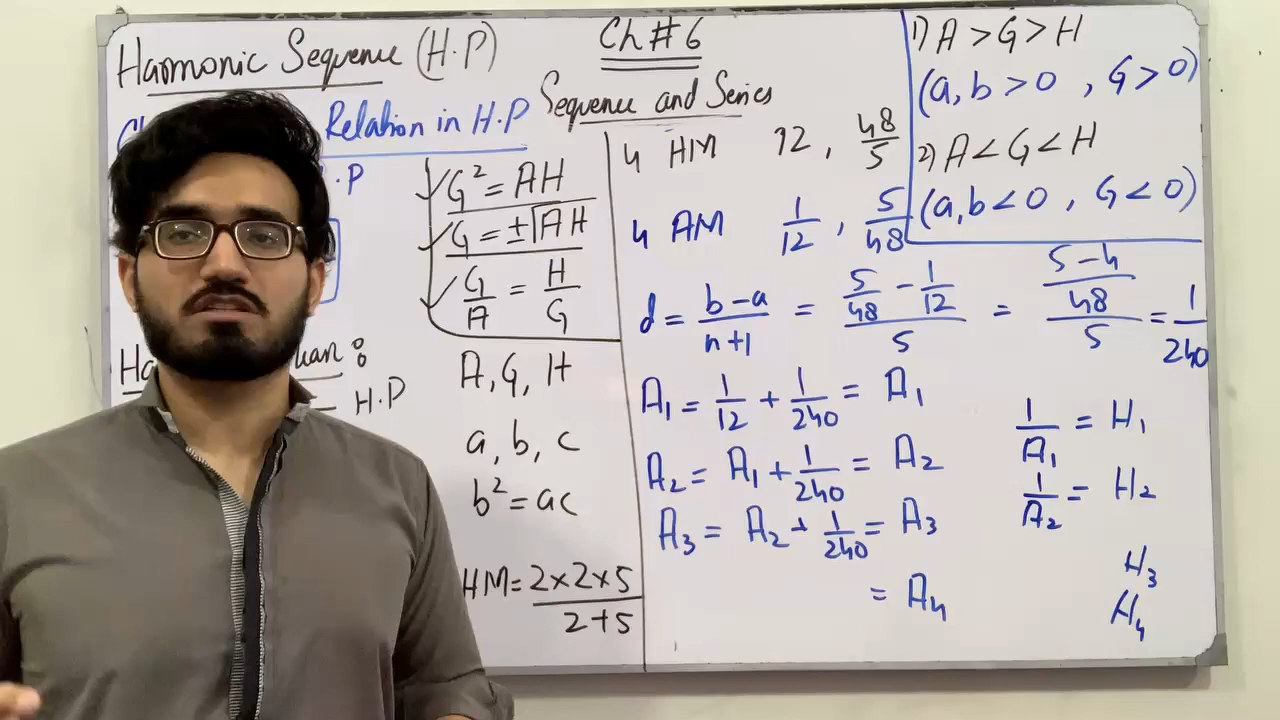 Harmonic Sequence (H.P)
Ch # 6
Sequence and Series
Relation in H.P
.P
G² = AH
G = ±√AH
G/A = H/G
H.P
A, G, H
a, b, c
b² = ac
HM = 2×2×5/2+5
4 HM 12, 48/5
4 AM 1/12, 5/48
d = b-a/n+1 = 5/48 - 1/12/5 = 5-4/48/5 = 1/240
A₁ = 1/12 + 1/240 = A₁
A₂ = A₁ + 1/240 = A₂
A₃ = A₂ + 1/240 = A₃
= A₄
1/A₁ = H₁
1/A₂ = H₂
H₃
H₄
1) A > G > H
(a, b > 0, G > 0)
2) A < G < H
(a, b < 0, G < 0)